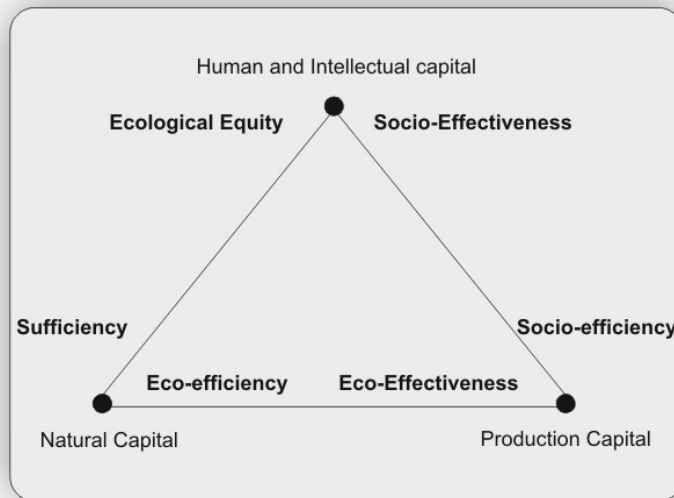 Human and Intellectual capital
Ecological Equity
Socio-Effectiveness
Sufficiency
Socio-efficiency
Eco-efficiency
Eco-Effectiveness
Natural Capital
Production Capital